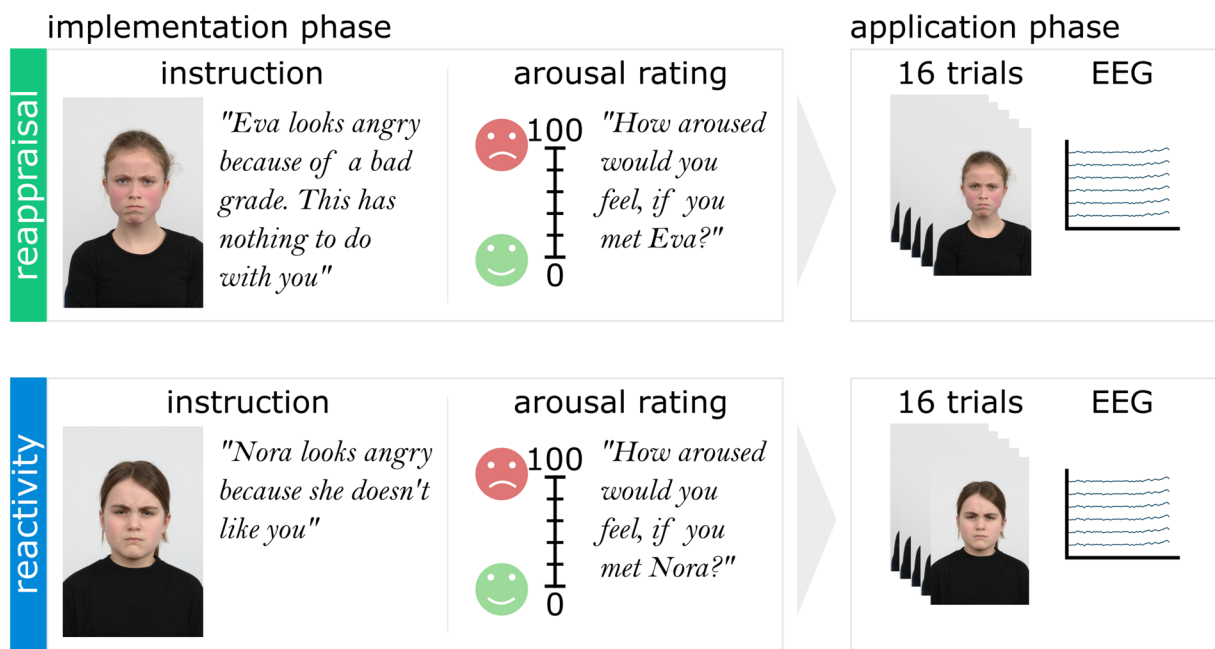 implementation phase
application phase
reappraisal
instruction
"Eva looks angry
because of a bad
grade. This has
nothing to do
with you"
arousal rating
100
0
"How aroused
would you
feel, if you
met Eva?"
16 trials
EEG
reactivity
instruction
"Nora looks angry
because she doesn't
like you"
arousal rating
100
0
"How aroused
would you
feel, if you
met Nora?"
16 trials
EEG